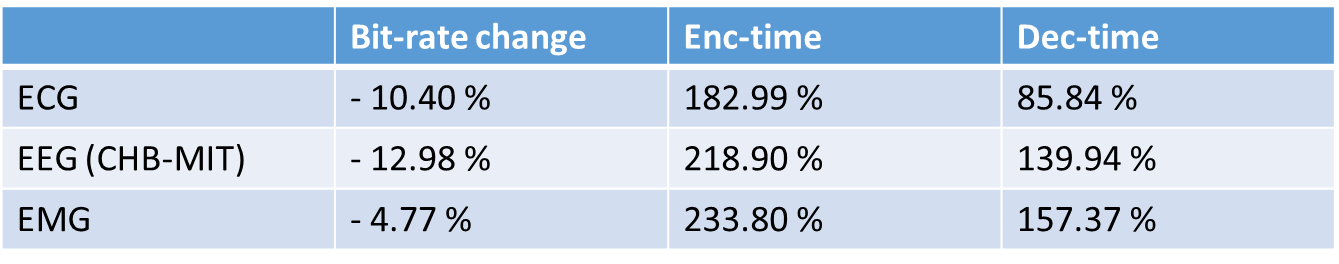 Bit-rate change Enc-time Dec-time
ECG - 10.40 % 182.99 % 85.84 %
EEG (CHB-MIT) - 12.98 % 218.90 % 139.94 %
EMG - 4.77 % 233.80 % 157.37 %